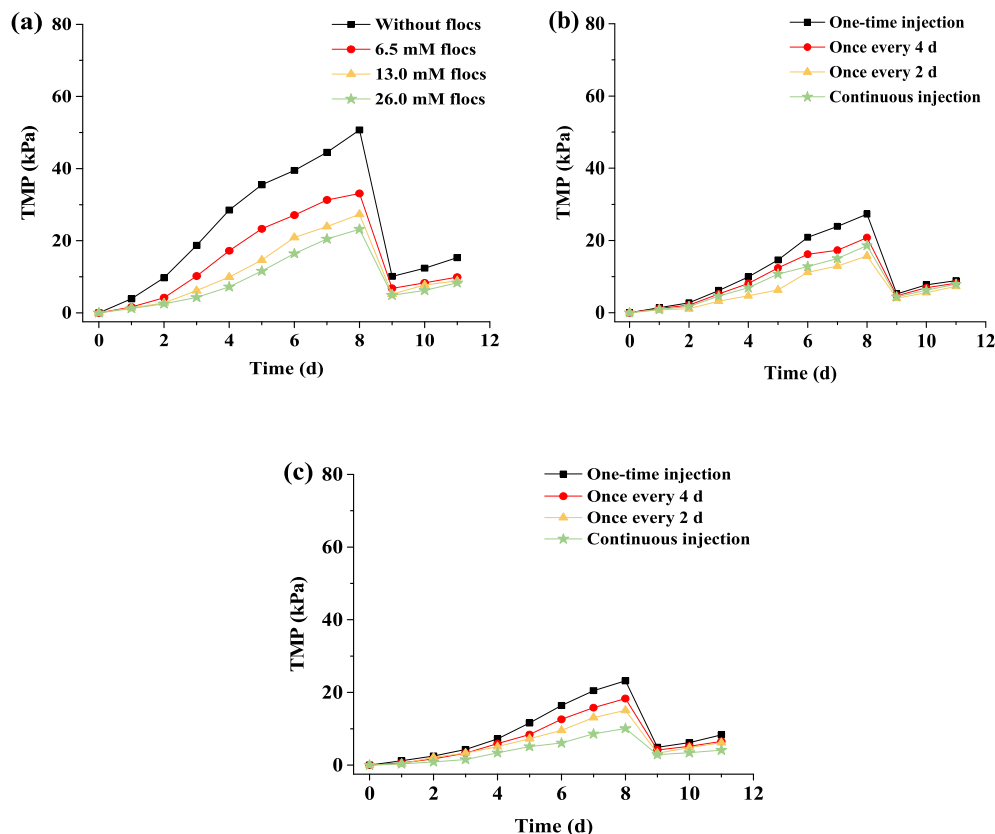 (a)
Without flocs
6.5 mM flocs
13.0 mM flocs
26.0 mM flocs
80
60
40
20
0
TMP (kPa)
0 2 4 6 8 10 12
Time (d)
(b)
One-time injection
Once every 4 d
Once every 2 d
Continuous injection
80
60
40
20
0
TMP (kPa)
0 2 4 6 8 10 12
Time (d)
(c)
One-time injection
Once every 4 d
Once every 2 d
Continuous injection
80
60
40
20
0
TMP (kPa)
0 2 4 6 8 10 12
Time (d)